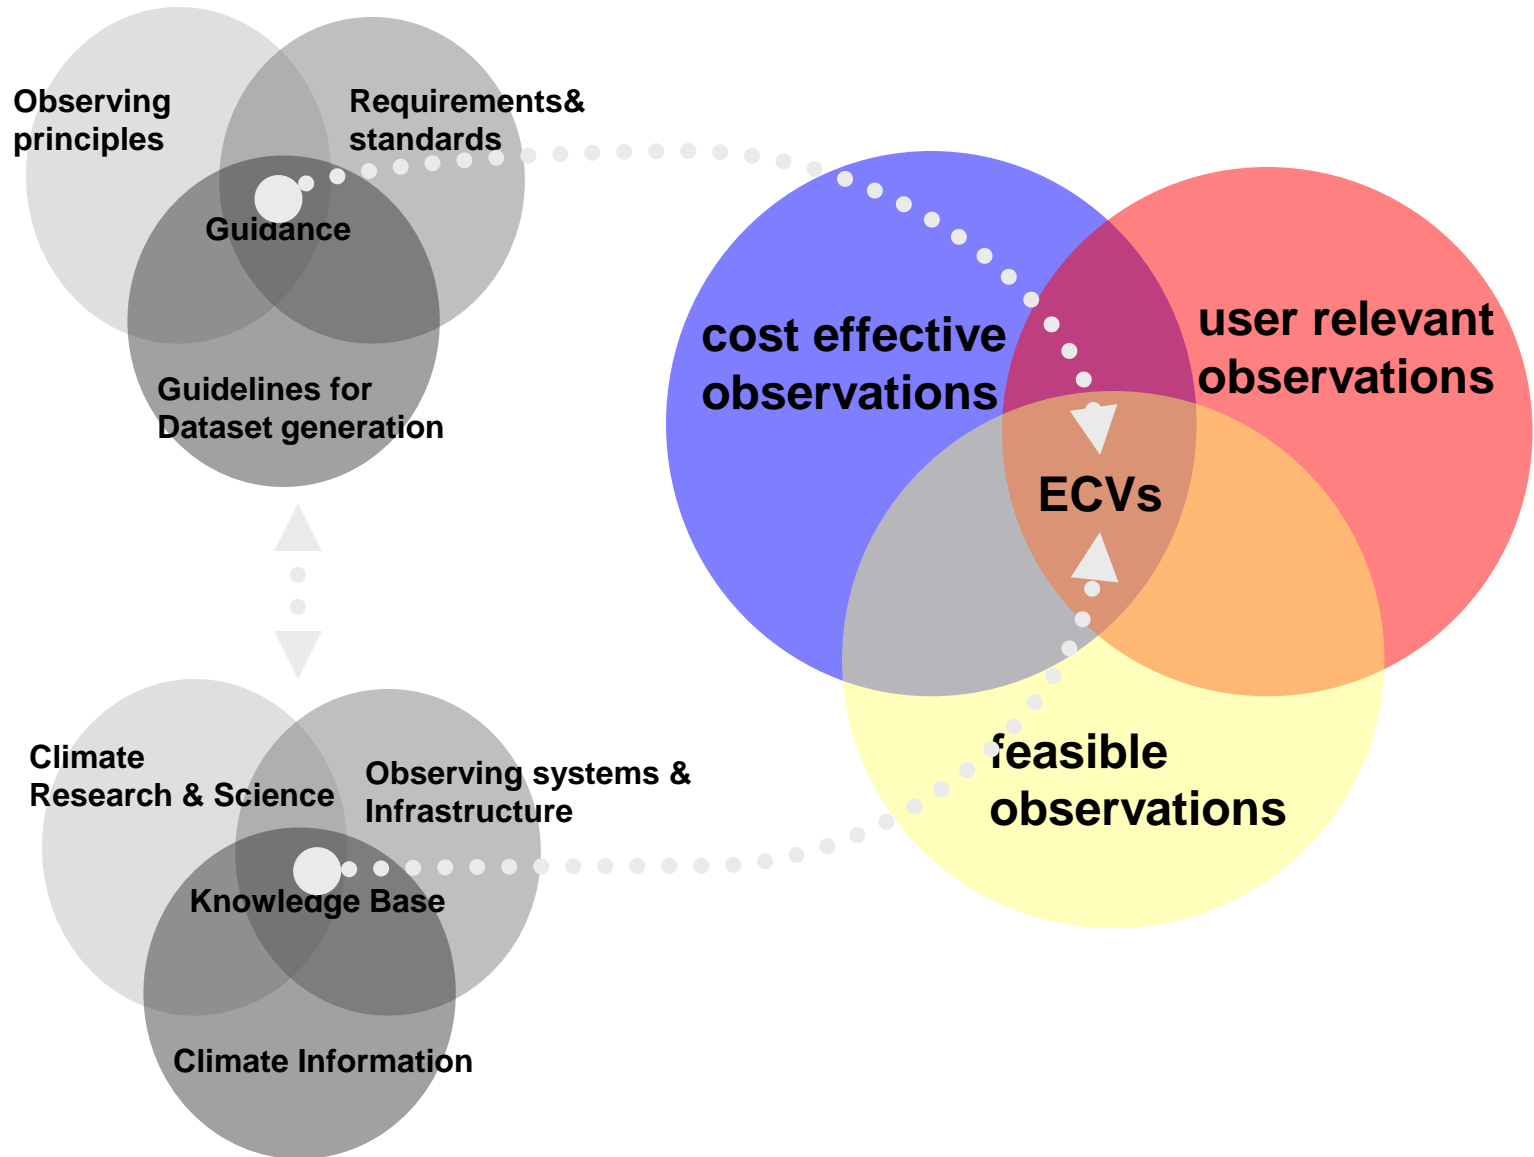 Observing
principles
Requirements&
standards
Guidance
Guidelines for
Dataset generation
cost effective
observations
user relevant
observations
ECVs
feasible
observations
Climate
Research & Science
Observing systems &
Infrastructure
Knowledge Base
Climate Information